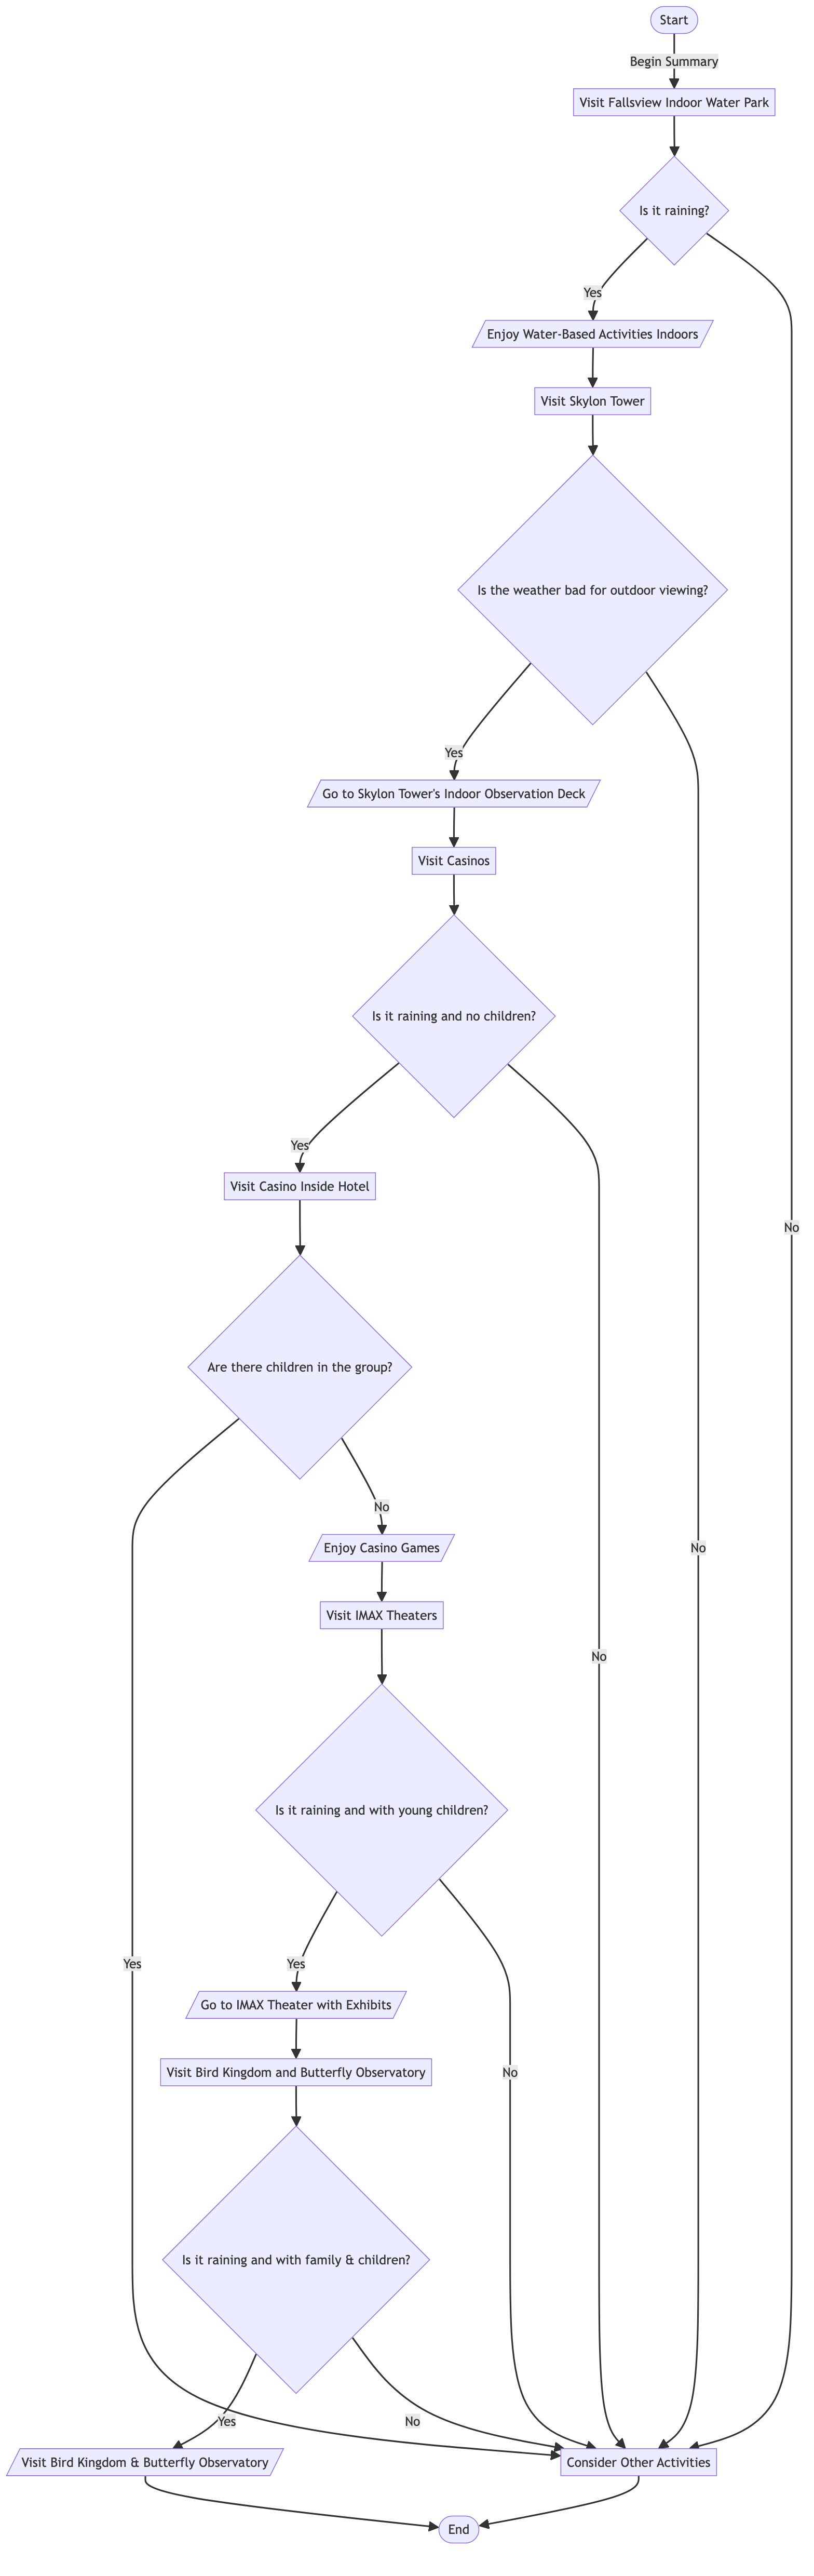 Start
Begin Summary
Visit Fallsview Indoor Water Park
Is it raining?
Yes
Enjoy Water-Based Activities Indoors
Visit Skylon Tower
Is the weather bad for outdoor viewing?
Yes
Go to Skylon Tower's Indoor Observation Deck
Visit Casinos
Is it raining and no children?
Yes
Visit Casino Inside Hotel
No
Are there children in the group?
No
Enjoy Casino Games
No
Visit IMAX Theaters
No
Is it raining and with young children?
Yes
Yes
Go to IMAX Theater with Exhibits
Visit Bird Kingdom and Butterfly Observatory
No
Is it raining and with family & children?
Yes
No
Visit Bird Kingdom & Butterfly Observatory
Consider Other Activities
End